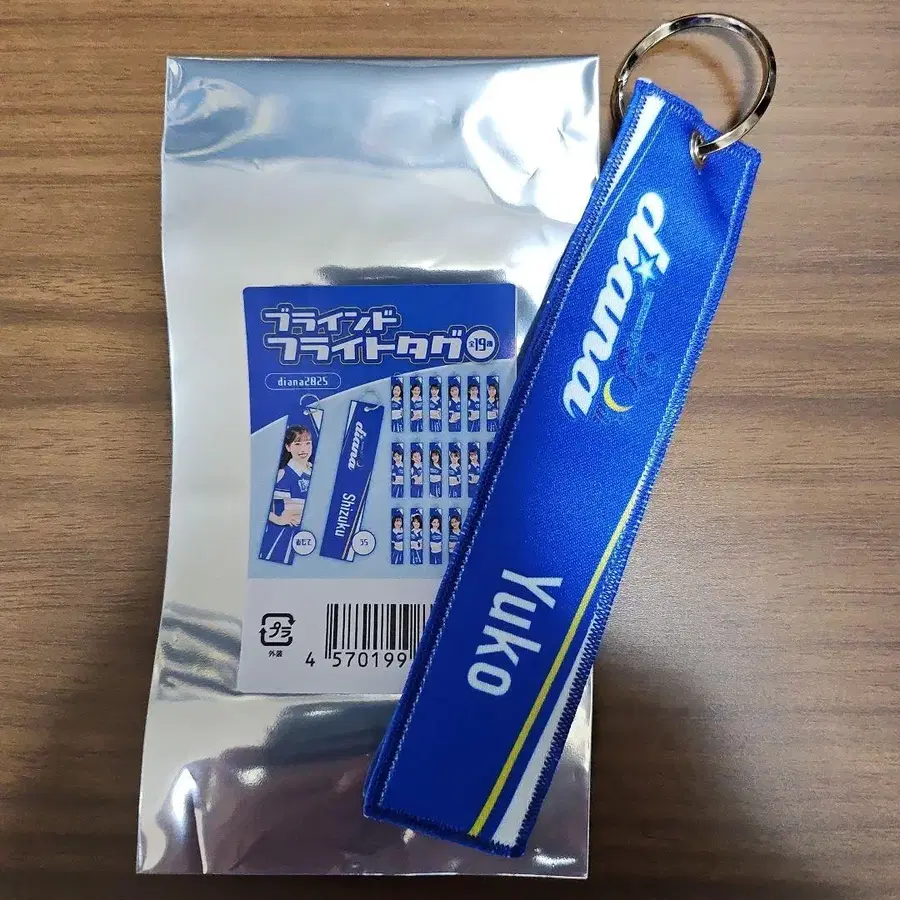 ブラインド
フライトタグ
全19種
diana2025
diana
Shizuku
おもて
うら
プラ
外装
4 570199
diana
Yuko